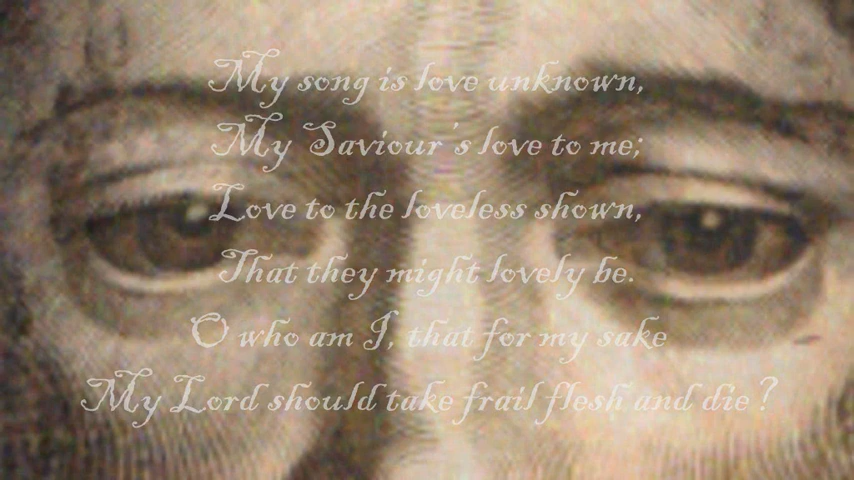 My song is love unknown,
My Saviour's love to me;
Love to the loveless shown,
That they might lovely be.
O who am I, that for my sake
My Lord should take frail flesh and die?